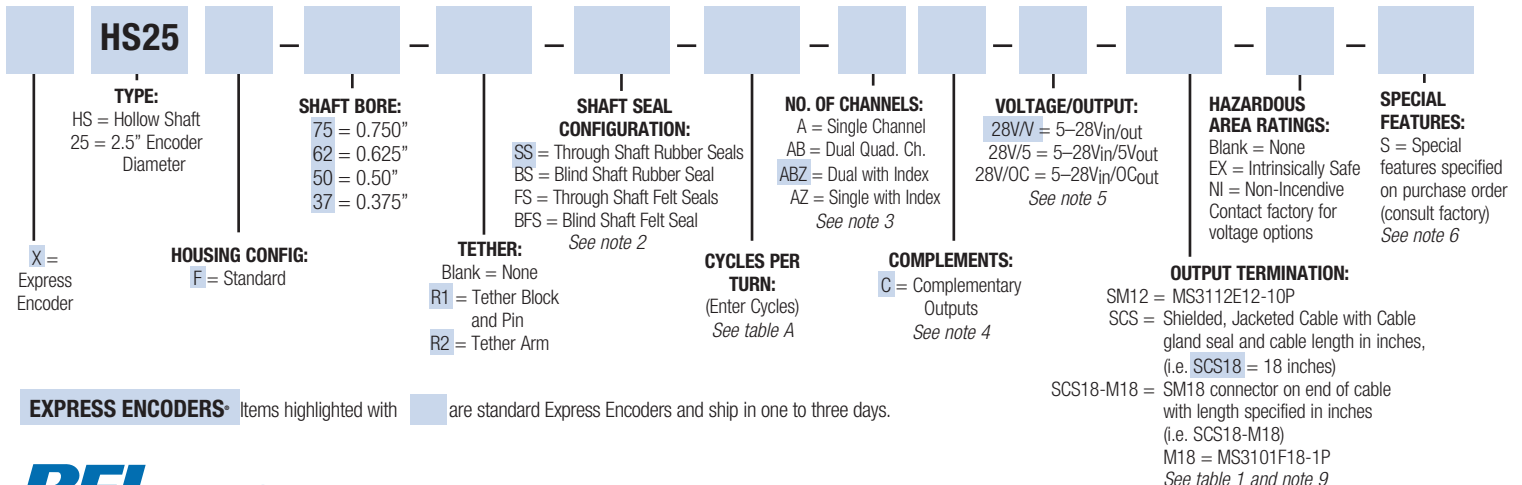 HS25 – – – – – – – – –
TYPE:
HS = Hollow Shaft
25 = 2.5" Encoder
Diameter
SHAFT BORE:
75 = 0.750”
62 = 0.625”
50 = 0.50”
37 = 0.375”
SHAFT SEAL
CONFIGURATION:
SS = Through Shaft Rubber Seals
BS = Blind Shaft Rubber Seal
FS = Through Shaft Felt Seals
BFS = Blind Shaft Felt Seal
See note 2
NO. OF CHANNELS:
A = Single Channel
AB = Dual Quad. Ch.
ABZ = Dual with Index
AZ = Single with Index
See note 3
VOLTAGE/OUTPUT:
28V/V = 5–28Vin/out
28V/5 = 5–28Vin/5Vout
28V/OC = 5–28Vin/OCout
See note 5
HAZARDOUS
AREA RATINGS:
Blank = None
EX = Intrinsically Safe
NI = Non-Incendive
Contact factory for
voltage options
SPECIAL
FEATURES:
S = Special
features specified
on purchase order
(consult factory)
See note 6
X =
Express
Encoder
HOUSING CONFIG:
F = Standard
TETHER:
Blank = None
R1 = Tether Block
and Pin
R2 = Tether Arm
CYCLES PER
TURN:
(Enter Cycles)
See table A
COMPLEMENTS:
C = Complementary
Outputs
See note 4
OUTPUT TERMINATION:
SM12 = MS3112E12-10P
SCS = Shielded, Jacketed Cable with Cable
gland seal and cable length in inches,
(i.e. SCS18 = 18 inches)
SCS18-M18 = SM18 connector on end of cable
with length specified in inches
(i.e. SCS18-M18)
M18 = MS3101F18-1P
See table 1 and note 9
EXPRESS ENCODERS® Items highlighted with are standard Express Encoders and ship in one to three days.
BEI